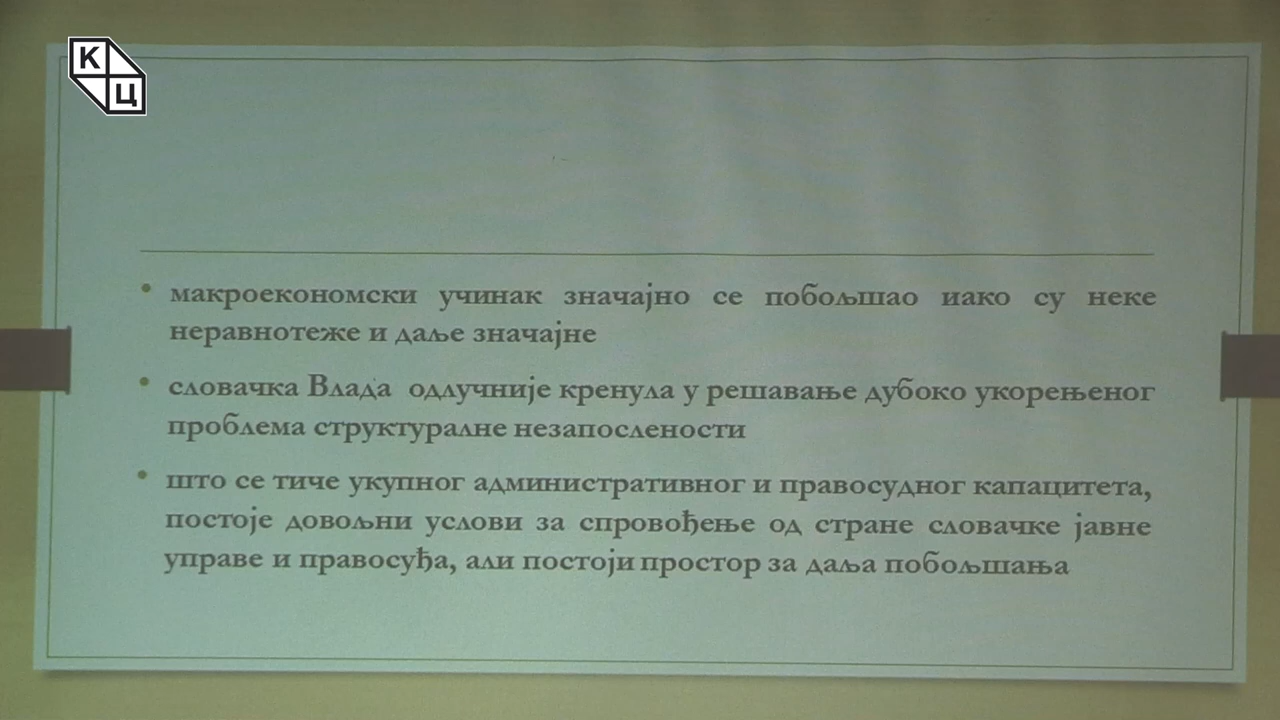 К
Ц
макроекономски учинак значајно се побољшао иако су неке
неравнотеже и даље значајне
словачка Влада одлучније кренула у решавање дубоко укорењеног
проблема структуралне незапослености
што се тиче укупног административног и правосудног капацитета,
постоје довољни услови за спровођење од стране словачке јавне
управе и правосуђа, али постоји простор за даља побољшања